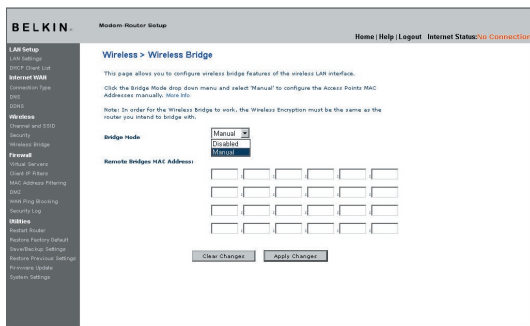 BELKIN™
Modem-Router Setup
Home | Help | Logout Internet Status:No Connection
LAN Setup
LAN Settings
DHCP Client List
Internet WAN
Connection Type
DNS
DDNS
Wireless
Channel and SSID
Security
Wireless Bridge
Firewall
Virtual Servers
Client IP Filters
MAC Address Filtering
DMZ
WAN Ping Blocking
Security Log
Utilities
Restart Router
Restore Factory Default
Save/Backup Settings
Restore Previous Settings
Firmware Update
System Settings
Wireless > Wireless Bridge
This page allows you to configure wireless bridge features of the wireless LAN interface.
Click the Bridge Mode drop down menu and select 'Manual' to configure the Access Points MAC
Addresses manually. More Info
Note: In order for the Wireless Bridge to work, the Wireless Encryption must be the same as the
router you intend to bridge with.
Bridge Mode
Manual
Disabled
Manual
Remote Bridges MAC Address:
: : : : :
: : : : :
: : : : :
: : : : :
Clear Changes Apply Changes